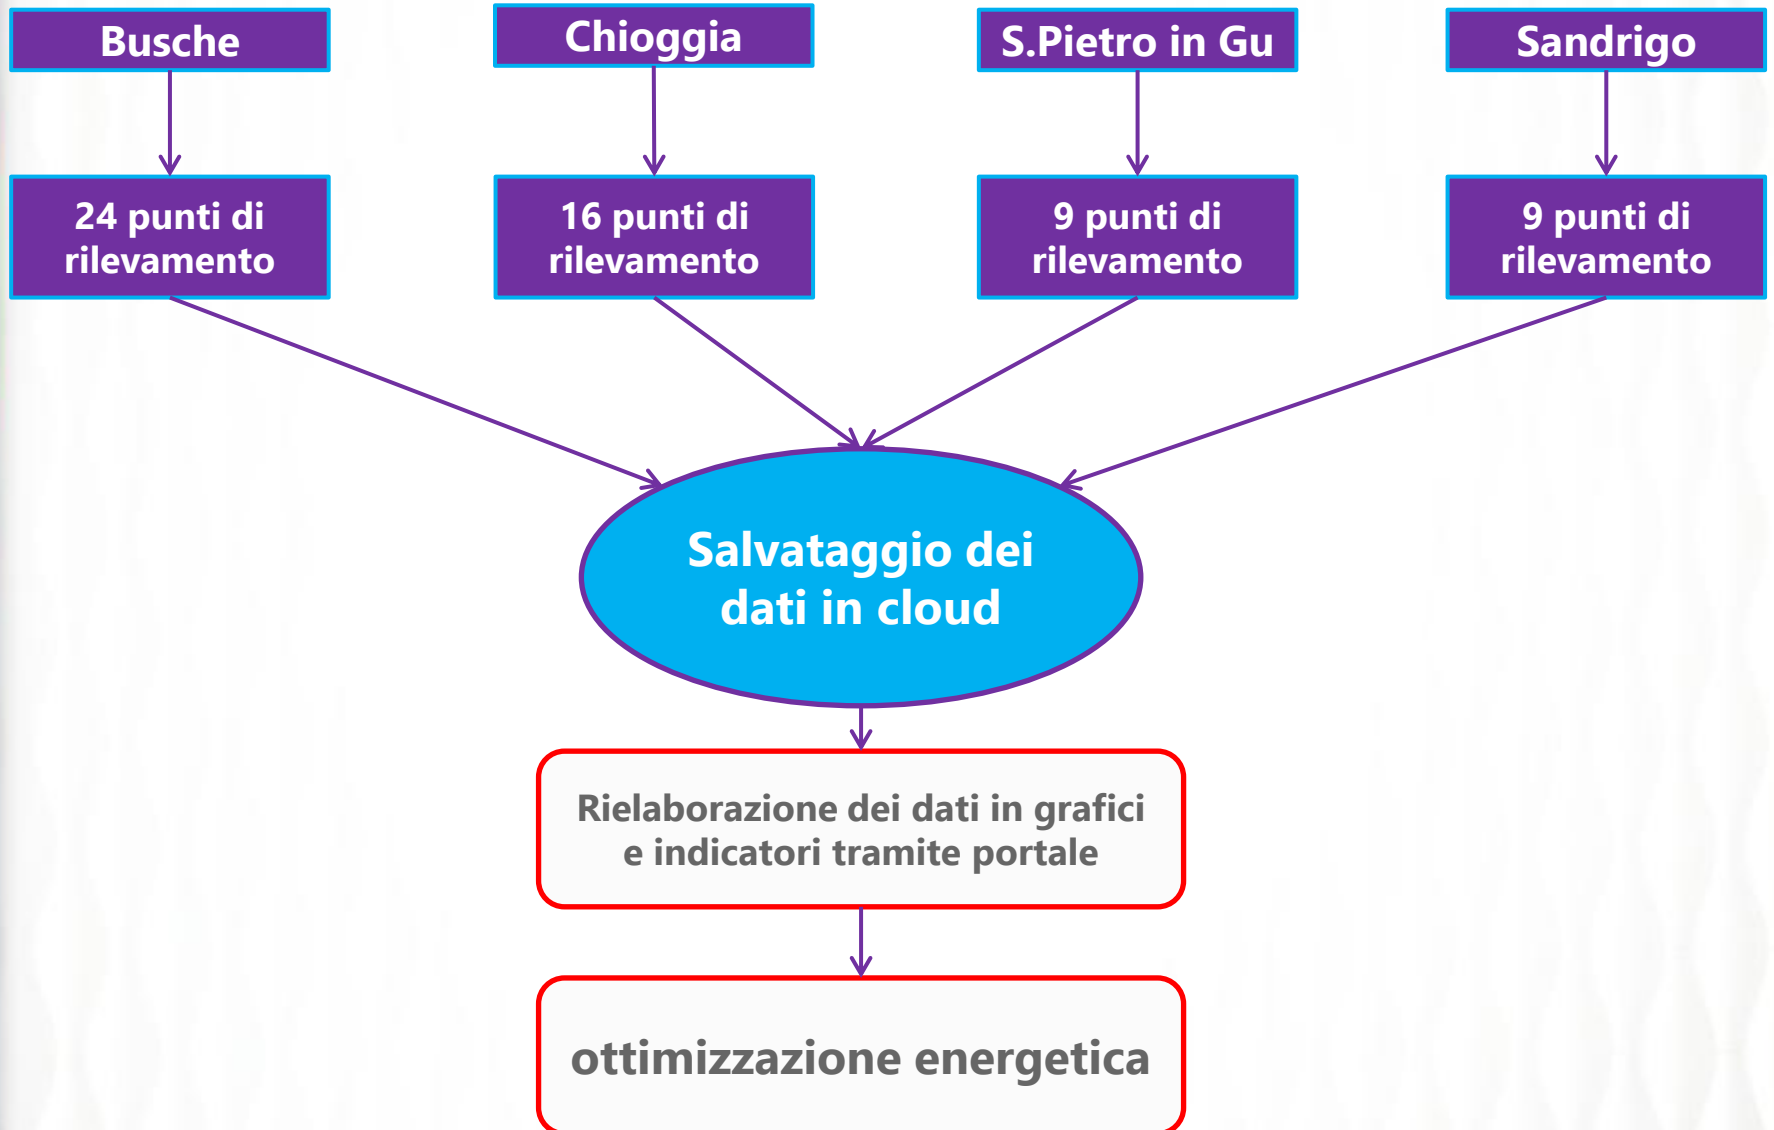 Busche
Chioggia
S.Pietro in Gu
Sandrigo
24 punti di
rilevamento
16 punti di
rilevamento
9 punti di
rilevamento
9 punti di
rilevamento
Salvataggio dei
dati in cloud
Rielaborazione dei dati in grafici
e indicatori tramite portale
ottimizzazione energetica